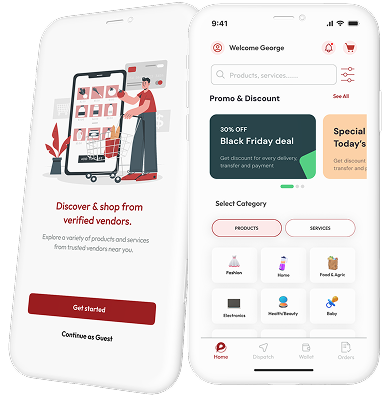 Discover & shop from
verified vendors.
Explore a variety of products and services
from trusted vendors near you.
Get started
Continue as Guest
9:41
Welcome George
Products, services......
Promo & Discount
See All
30% OFF
Black Friday deal
Get discount for every delivery,
transfer and payment
Special
Today's
Get discount
transfer and p
Select Category
PRODUCTS
SERVICES
Fashion
Home
Food & Agric
Electronics
Health/Beauty
Baby
Home
Dispatch
Wallet
Orders